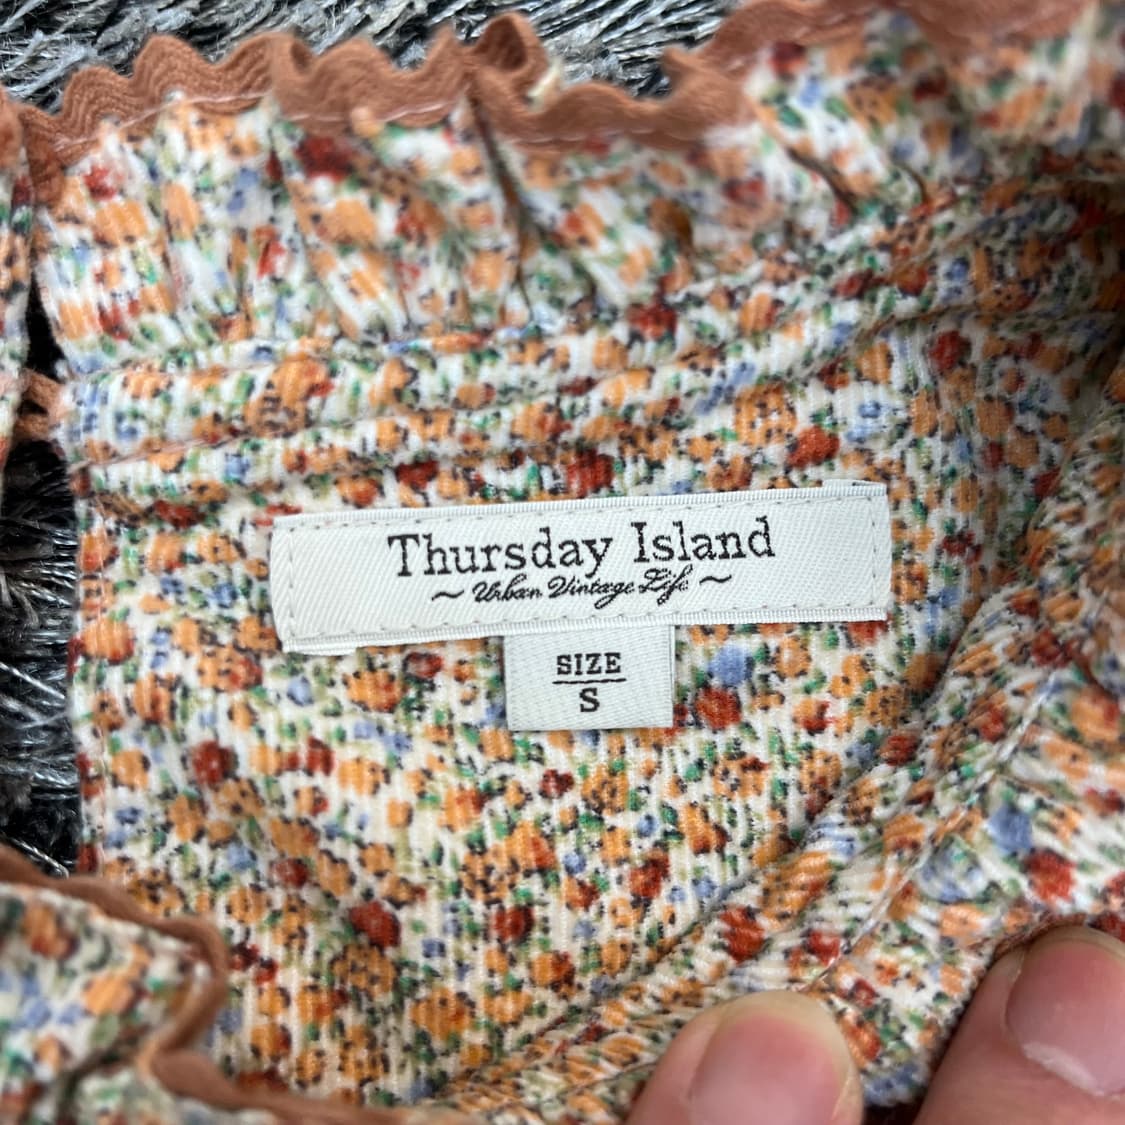 Thursday Island
~ Urban Vintage Life ~
SIZE
S